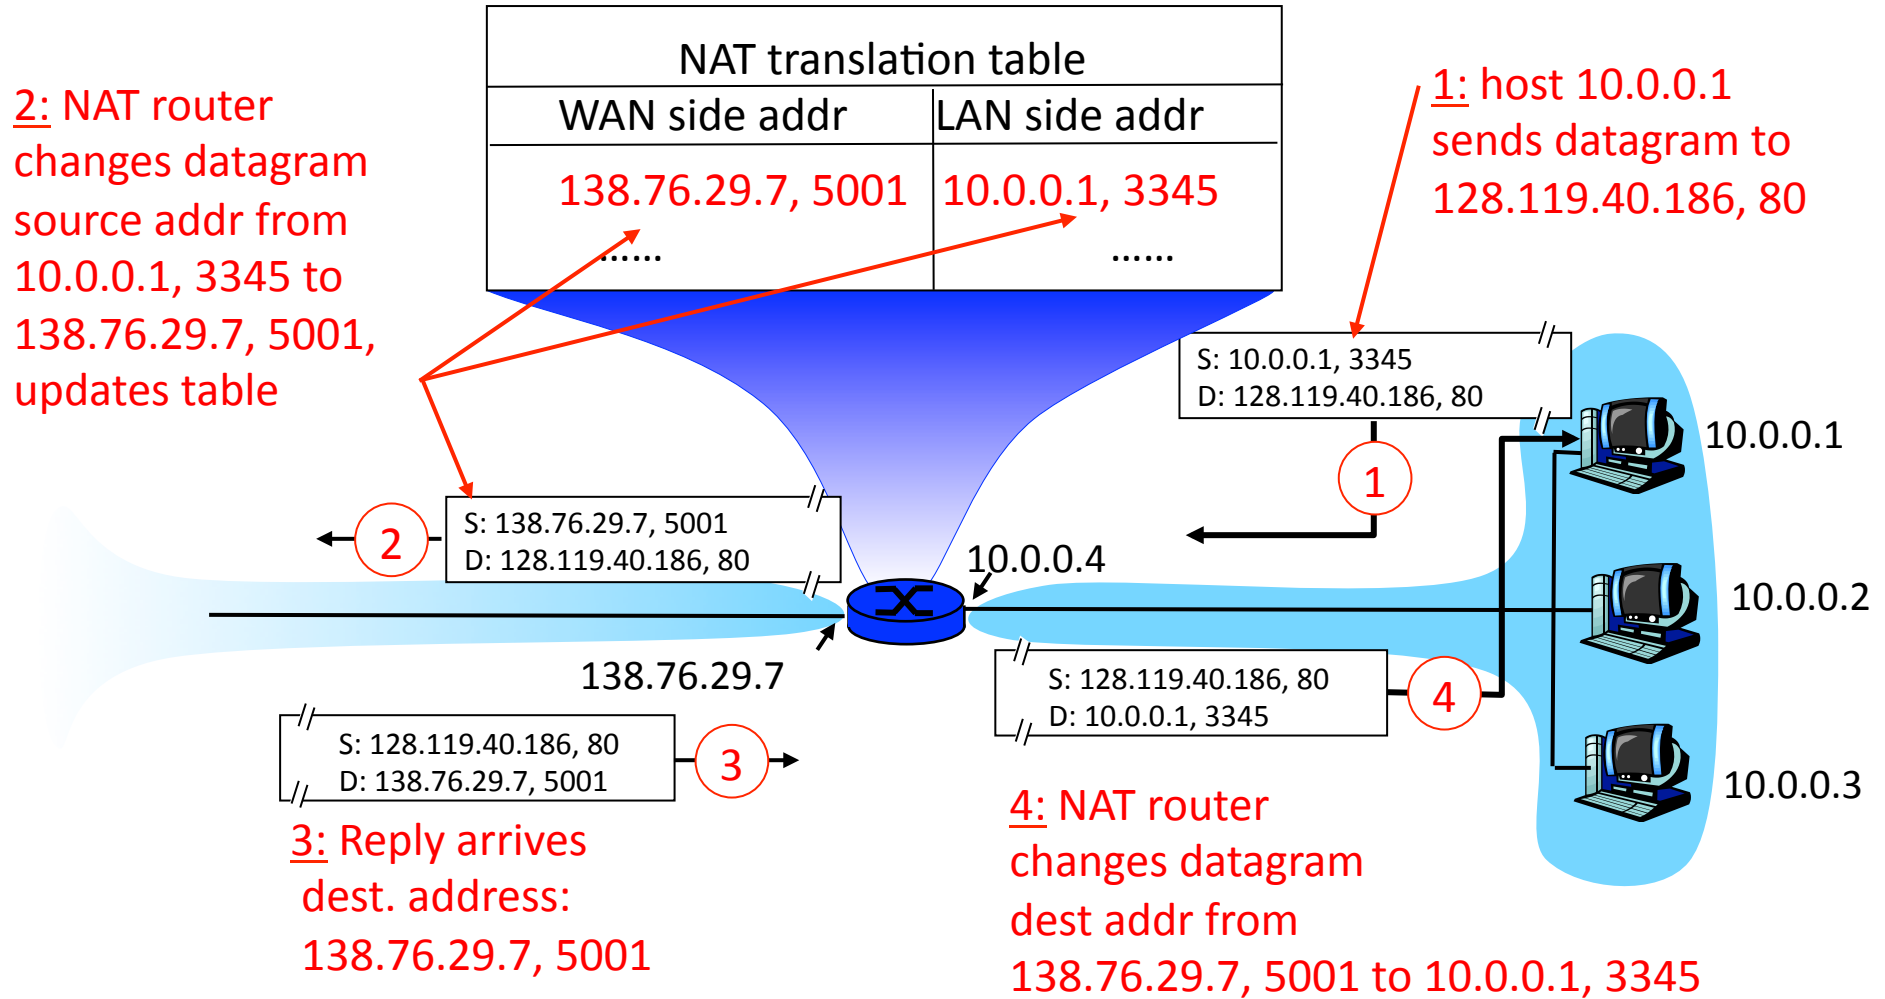 NAT translation table
WAN side addr
LAN side addr
138.76.29.7, 5001
10.0.0.1, 3345
......
......
2: NAT router
changes datagram
source addr from
10.0.0.1, 3345 to
138.76.29.7, 5001,
updates table
1: host 10.0.0.1
sends datagram to
128.119.40.186, 80
S: 10.0.0.1, 3345
D: 128.119.40.186, 80
1
10.0.0.1
S: 138.76.29.7, 5001
D: 128.119.40.186, 80
2
10.0.0.4
10.0.0.2
138.76.29.7
S: 128.119.40.186, 80
D: 10.0.0.1, 3345
4
S: 128.119.40.186, 80
D: 138.76.29.7, 5001
3
10.0.0.3
3: Reply arrives
dest. address:
138.76.29.7, 5001
4: NAT router
changes datagram
dest addr from
138.76.29.7, 5001 to 10.0.0.1, 3345